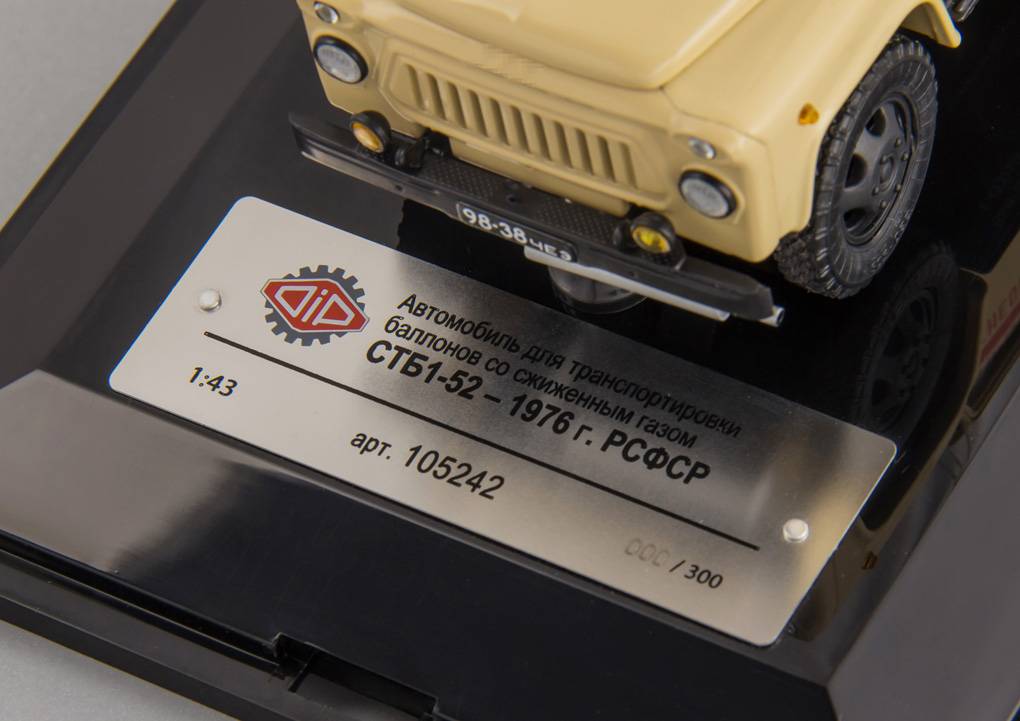 98-38 ЧЕЭ
DiP
Автомобиль для транспортировки
баллонов со сжиженным газом
СТБ1-52 – 1976 г. РСФСР
1:43
арт. 105242
000 / 300